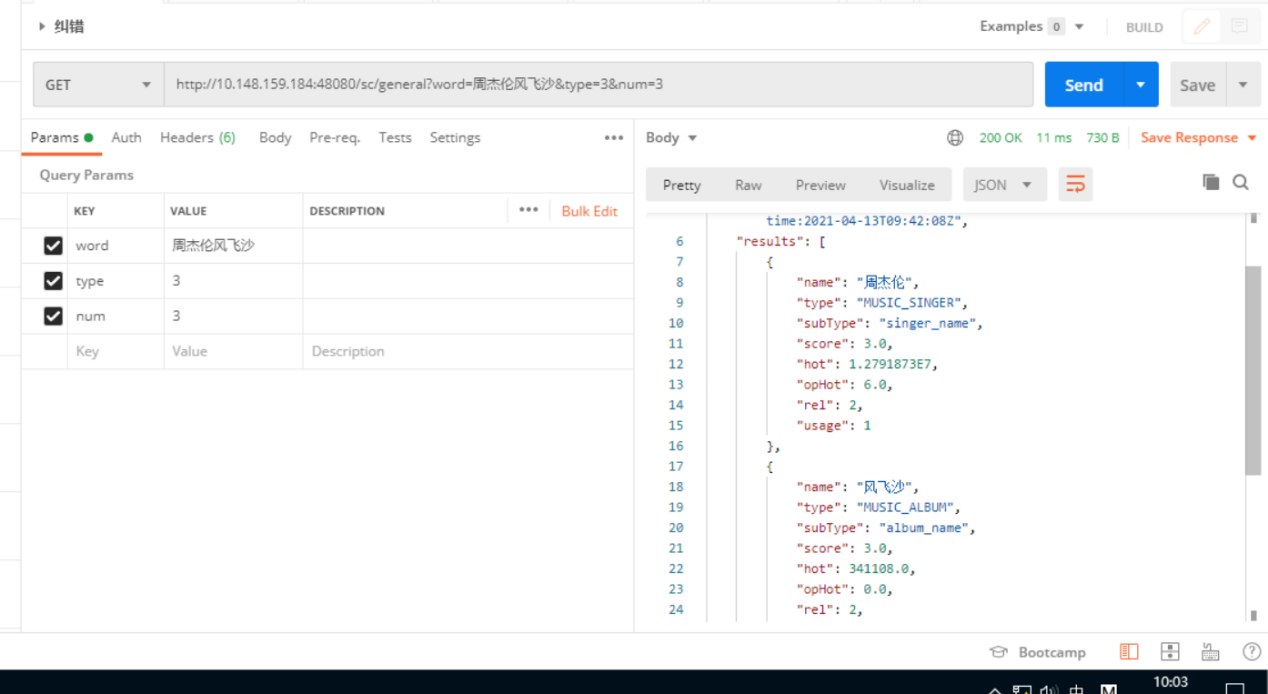 纠错
Examples 0
BUILD
GET
http://10.148.159.184:48080/sc/general?word=周杰伦风飞沙&type=3&num=3
Send
Save
Params
Auth
Headers (6)
Body
Pre-req.
Tests
Settings
Query Params
KEY VALUE DESCRIPTION
Bulk Edit
word 周杰伦风飞沙
type 3
num 3
Key Value Description
Body
200 OK 11 ms 730 B Save Response
Pretty Raw Preview Visualize JSON
time:2021-04-13T09:42:08Z",
6 "results": [
7 {
8 "name": "周杰伦",
9 "type": "MUSIC_SINGER",
10 "subType": "singer_name",
11 "score": 3.0,
12 "hot": 1.2791873E7,
13 "opHot": 6.0,
14 "rel": 2,
15 "usage": 1
16 },
17 {
18 "name": "风飞沙",
19 "type": "MUSIC_ALBUM",
20 "subType": "album_name",
21 "score": 3.0,
22 "hot": 341108.0,
23 "opHot": 0.0,
24 "rel": 2,
Bootcamp
中 M 10:03